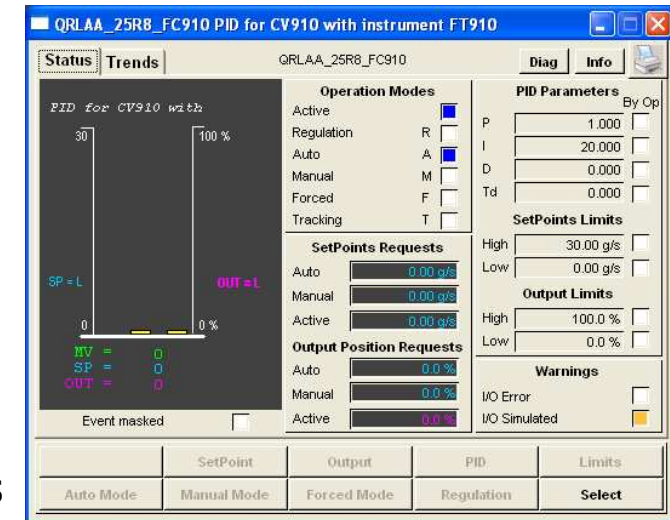 QRLAA_25R8_FC910 PID for CV910 with instrument FT910
Status Trends QRLAA_25R8_FC910 Diag Info
PID for CV910 with
30 100 %
SP = L OUT = L
0 0 %
MV = 0
SP = 0
OUT = 0
Event masked
Operation Modes
Active
Regulation R
Auto A
Manual M
Forced F
Tracking T
SetPoints Requests
Auto 0.00 g/s
Manual 0.00 g/s
Active 0.00 g/s
Output Position Requests
Auto 0.0 %
Manual 0.0 %
Active 0.0 %
PID Parameters
By Op
P 1.000
I 20.000
D 0.000
Td 0.000
SetPoints Limits
High 30.00 g/s
Low 0.00 g/s
Output Limits
High 100.0 %
Low 0.0 %
Warnings
I/O Error
I/O Simulated
SetPoint Output PID Limits
Auto Mode Manual Mode Forced Mode Regulation Select